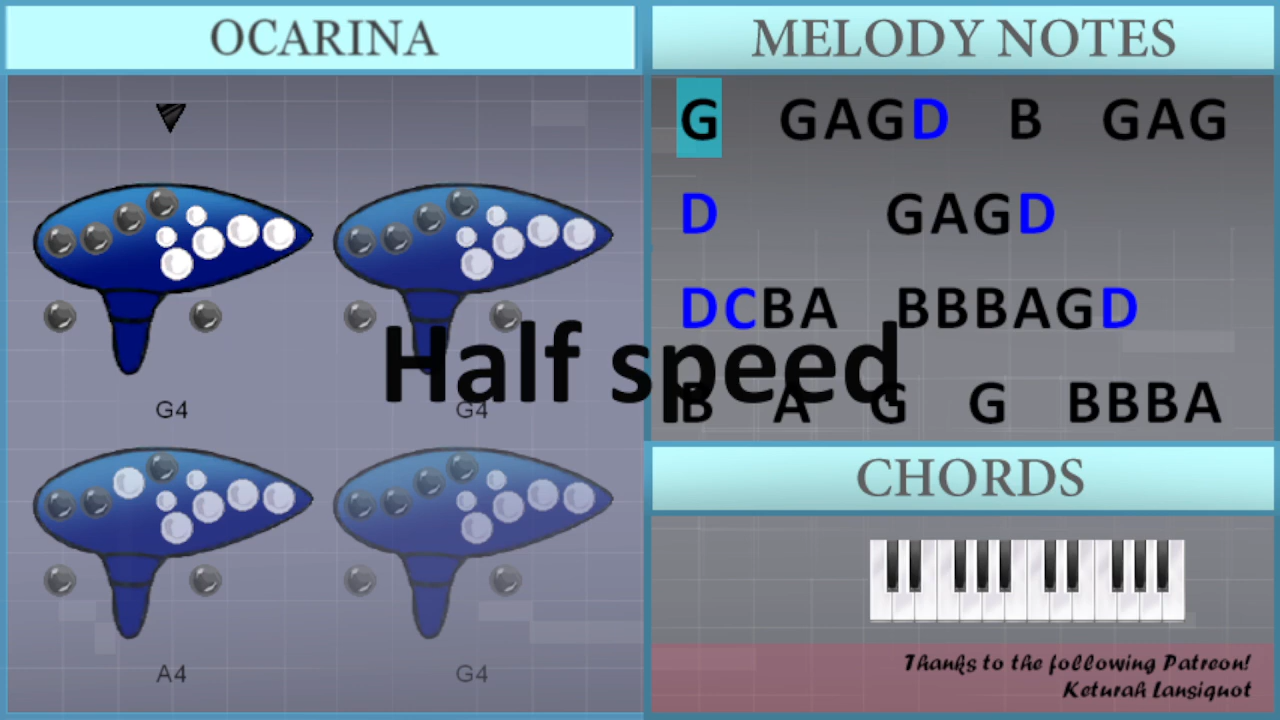 OCARINA
G4 G4
A4 G4
MELODY NOTES
G GAGD B GAG
D GAGD
DCBA BBBAGD
B A G G BBBA
Half speed
CHORDS
Thanks to the following Patreon!
Keturah Lansiquot